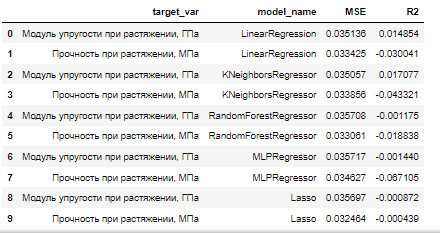 target_var model_name MSE R2
0 Модуль упругости при растяжении, ГПа LinearRegression 0.035136 0.014854
1 Прочность при растяжении, МПа LinearRegression 0.033425 -0.030041
2 Модуль упругости при растяжении, ГПа KNeighborsRegressor 0.035057 0.017077
3 Прочность при растяжении, МПа KNeighborsRegressor 0.033856 -0.043321
4 Модуль упругости при растяжении, ГПа RandomForestRegressor 0.035708 -0.001175
5 Прочность при растяжении, МПа RandomForestRegressor 0.033061 -0.018838
6 Модуль упругости при растяжении, ГПа MLPRegressor 0.035717 -0.001440
7 Прочность при растяжении, МПа MLPRegressor 0.034627 -0.067105
8 Модуль упругости при растяжении, ГПа Lasso 0.035697 -0.000872
9 Прочность при растяжении, МПа Lasso 0.032464 -0.000439